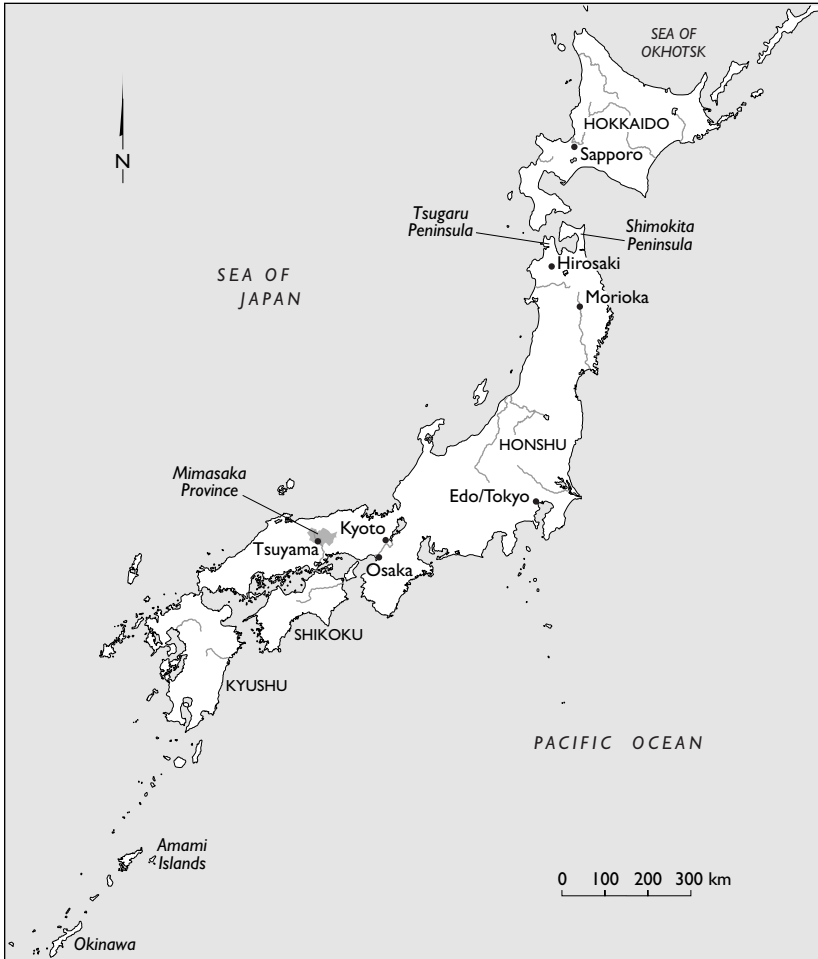 SEA OF
OKHOTSK
HOKKAIDO
Sapporo
N
Tsugaru
Peninsula
Shimokita
Peninsula
Hirosaki
SEA OF
JAPAN
Morioka
HONSHU
Mimasaka
Province
Edo/Tokyo
Kyoto
Tsuyama
Osaka
SHIKOKU
KYUSHU
PACIFIC OCEAN
Amami
Islands
0 100 200 300 km
Okinawa